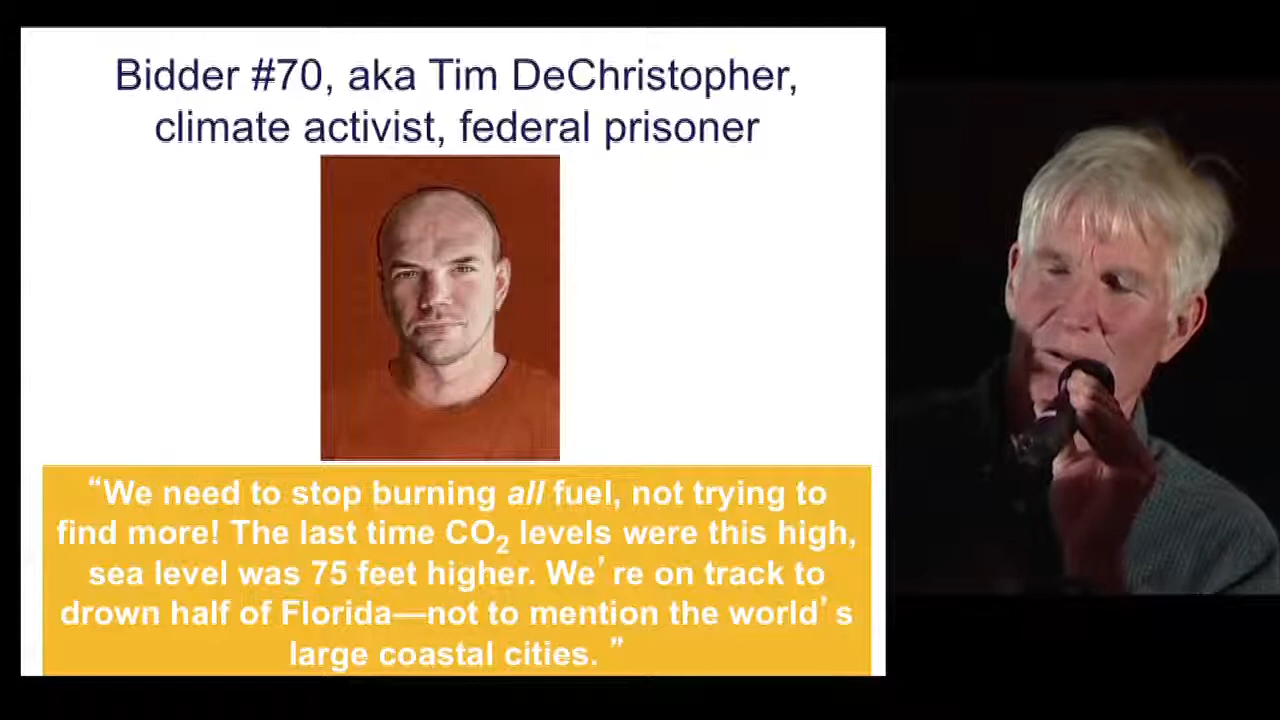 Bidder #70, aka Tim DeChristopher,
climate activist, federal prisoner
“We need to stop burning all fuel, not trying to
find more! The last time CO₂ levels were this high,
sea level was 75 feet higher. We’re on track to
drown half of Florida—not to mention the world’s
large coastal cities. ”